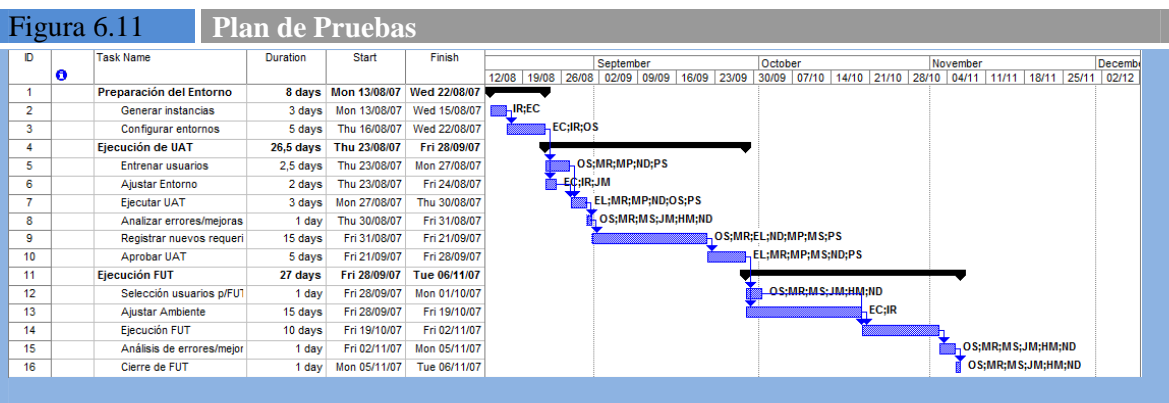 Figura 6.11 Plan de Pruebas
ID Task Name Duration Start Finish September October November Decemb
12/08 19/08 26/08 02/09 09/09 16/09 23/09 30/09 07/10 14/10 21/10 28/10 04/11 11/11 18/11 25/11 02/12
1 Preparación del Entorno 8 days Mon 13/08/07 Wed 22/08/07
2 Generar instancias 3 days Mon 13/08/07 Wed 15/08/07 IR;EC
3 Configurar entornos 5 days Thu 16/08/07 Wed 22/08/07 EC;IR;OS
4 Ejecución de UAT 26,5 days Thu 23/08/07 Fri 28/09/07
5 Entrenar usuarios 2,5 days Thu 23/08/07 Mon 27/08/07 OS;MR;MP;ND;PS
6 Ajustar Entorno 2 days Thu 23/08/07 Fri 24/08/07 EC;IR;JM
7 Ejecutar UAT 3 days Mon 27/08/07 Thu 30/08/07 EL;MR;MP;ND;OS;PS
8 Analizar errores/mejoras 1 day Thu 30/08/07 Fri 31/08/07 OS;MR;MS;JM;HM;ND
9 Registrar nuevos requeri 15 days Fri 31/08/07 Fri 21/09/07 OS;MR;EL;ND;MP;MS;PS
10 Aprobar UAT 5 days Fri 21/09/07 Fri 28/09/07 EL;MR;MP;MS;ND;PS
11 Ejecución FUT 27 days Fri 28/09/07 Tue 06/11/07
12 Selección usuarios p/FUT 1 day Fri 28/09/07 Mon 01/10/07 OS;MR;MS;JM;HM;ND
13 Ajustar Ambiente 15 days Fri 28/09/07 Fri 19/10/07 EC;IR
14 Ejecución FUT 10 days Fri 19/10/07 Fri 02/11/07
15 Análisis de errores/mejor 1 day Fri 02/11/07 Mon 05/11/07 OS;MR;MS;JM;HM;ND
16 Cierre de FUT 1 day Mon 05/11/07 Tue 06/11/07 OS;MR;MS;JM;HM;ND